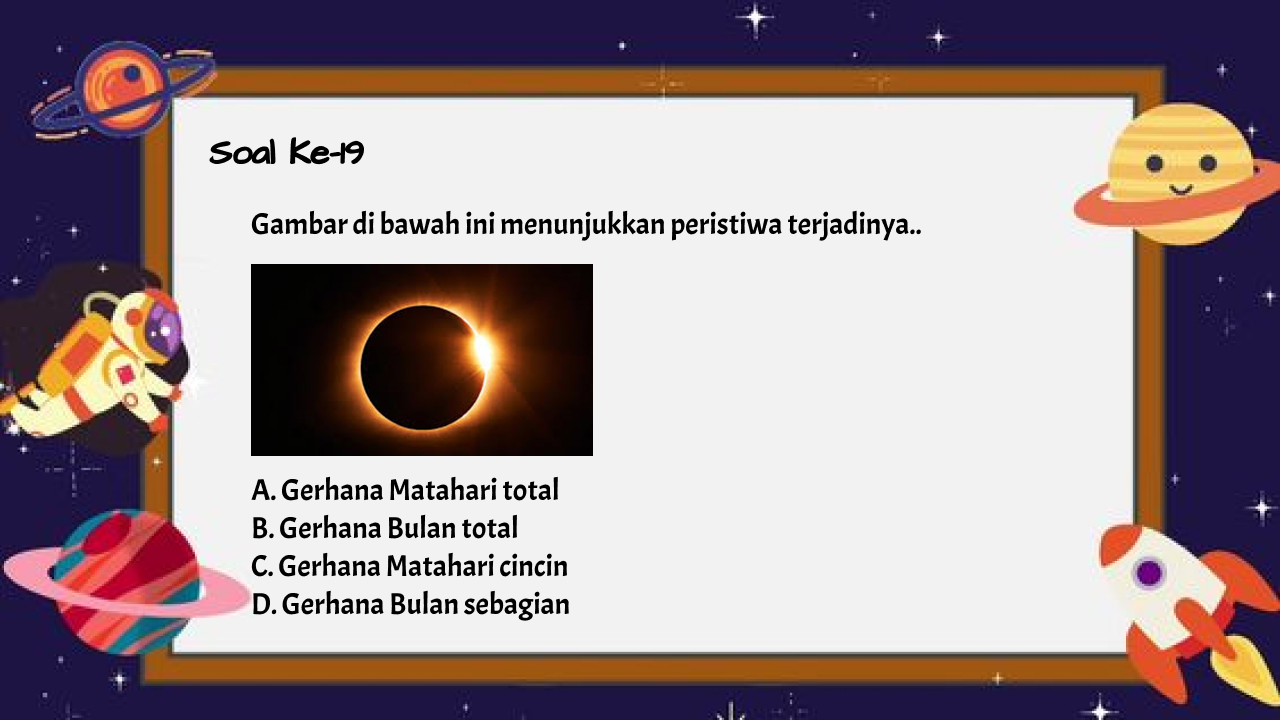 Soal Ke-19
Gambar di bawah ini menunjukkan peristiwa terjadinya..
A. Gerhana Matahari total
B. Gerhana Bulan total
C. Gerhana Matahari cincin
D. Gerhana Bulan sebagian